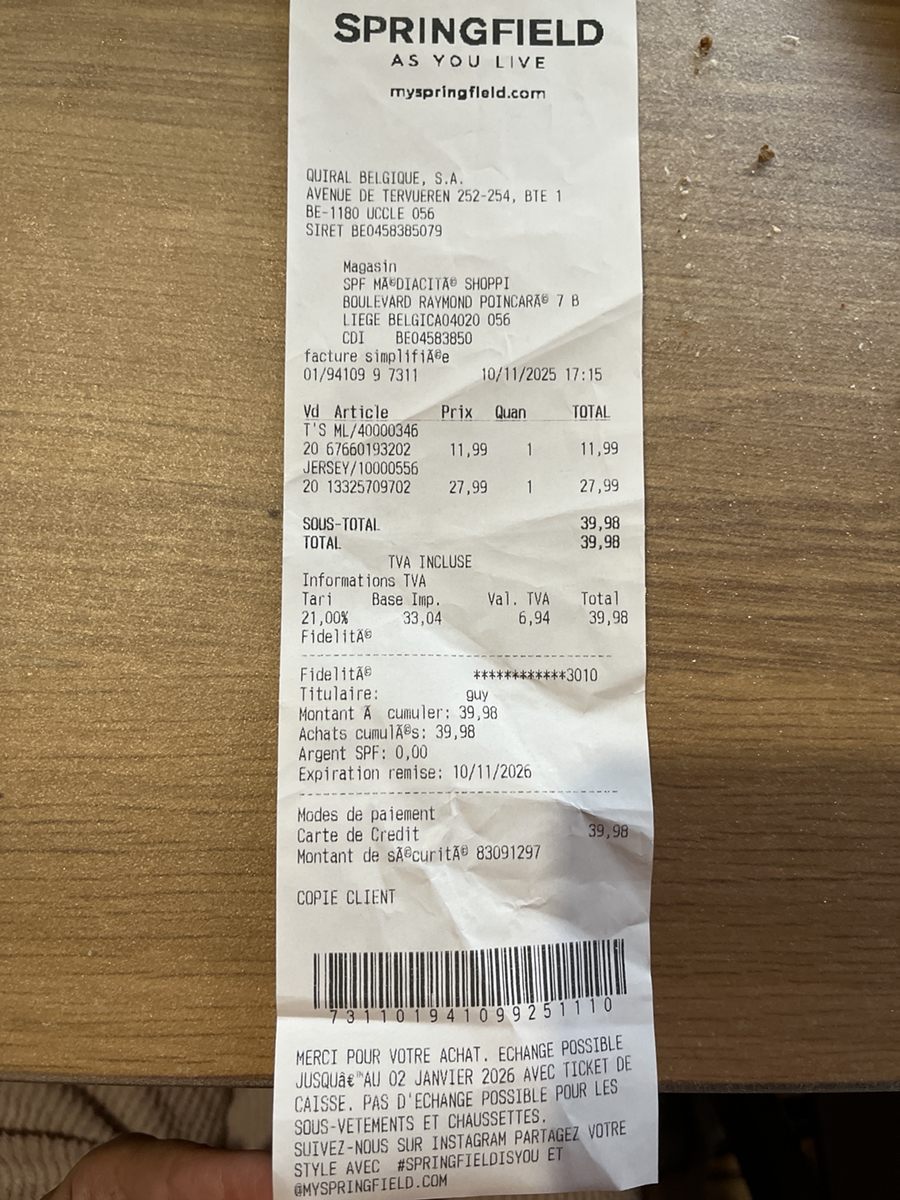 SPRINGFIELD
AS YOU LIVE
myspringfield.com
QUIRAL BELGIQUE, S.A.
AVENUE DE TERVUEREN 252-254, BTE 1
BE-1180 UCCLE 056
SIRET BE0458385079
Magasin
SPF MÃ©DIACITÃ© SHOPPI
BOULEVARD RAYMOND POINCARÃ© 7 B
LIEGE BELGICA04020 056
CDI BE04583850
facture simplifiÃ©e
01/94109 9 7311 10/11/2025 17:15
Vd Article Prix Quan TOTAL
T'S ML/40000346
20 67660193202 11,99 1 11,99
JERSEY/10000556
20 13325709702 27,99 1 27,99
SOUS-TOTAL 39,98
TOTAL 39,98
TVA INCLUSE
Informations TVA
Tari Base Imp. Val. TVA Total
21,00% 33,04 6,94 39,98
FidelitÃ©
FidelitÃ© ************3010
Titulaire: guy
Montant Ã cumuler: 39,98
Achats cumulÃ©s: 39,98
Argent SPF: 0,00
Expiration remise: 10/11/2026
Modes de paiement
Carte de Credit 39,98
Montant de sÃ©curitÃ© 83091297
COPIE CLIENT
731101941099251110
MERCI POUR VOTRE ACHAT. ECHANGE POSSIBLE
JUSQUâ€™AU 02 JANVIER 2026 AVEC TICKET DE
CAISSE. PAS D'ECHANGE POSSIBLE POUR LES
SOUS-VETEMENTS ET CHAUSSETTES.
SUIVEZ-NOUS SUR INSTAGRAM PARTAGEZ VOTRE
STYLE AVEC #SPRINGFIELDISYOU ET
@MYSPRINGFIELD.COM